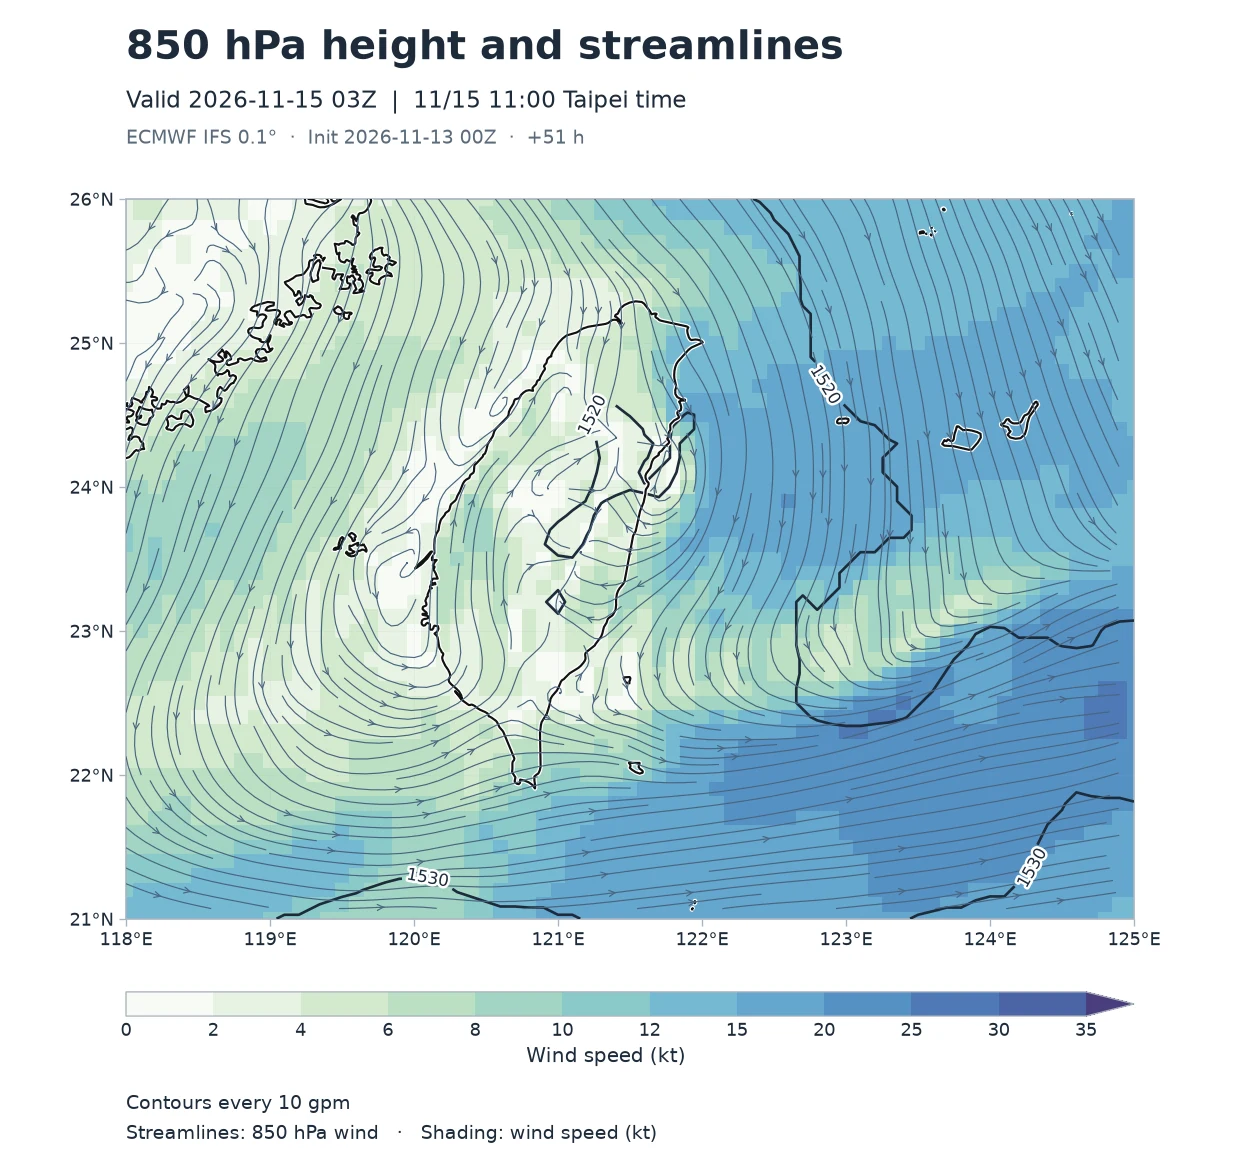 850 hPa height and streamlines
Valid 2026-11-15 03Z | 11/15 11:00 Taipei time
ECMWF IFS 0.1° · Init 2026-11-13 00Z · +51 h
26°N
25°N
24°N
23°N
22°N
21°N
1520
1520
1530
1530
118°E 119°E 120°E 121°E 122°E 123°E 124°E 125°E
0 2 4 6 8 10 12 15 20 25 30 35
Wind speed (kt)
Contours every 10 gpm
Streamlines: 850 hPa wind · Shading: wind speed (kt)